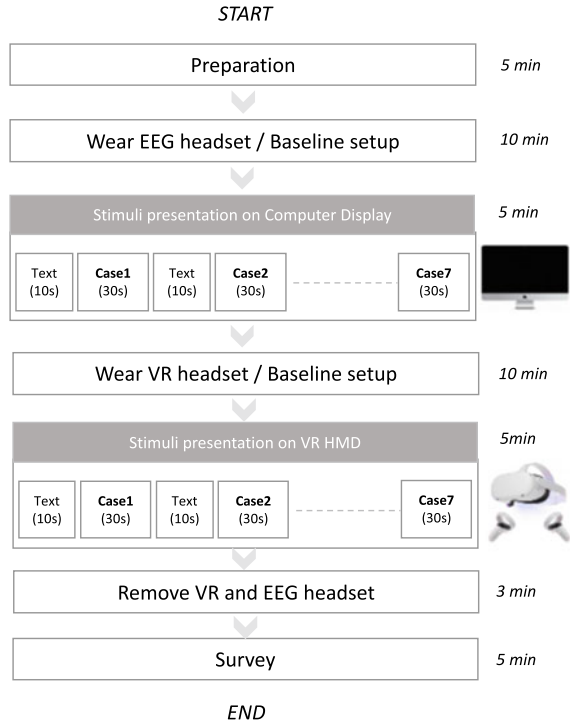 START
Preparation
5 min
Wear EEG headset / Baseline setup
10 min
Stimuli presentation on Computer Display
5 min
Text
(10s)
Case1
(30s)
Text
(10s)
Case2
(30s)
Case7
(30s)
Wear VR headset / Baseline setup
10 min
Stimuli presentation on VR HMD
5min
Text
(10s)
Case1
(30s)
Text
(10s)
Case2
(30s)
Case7
(30s)
Remove VR and EEG headset
3 min
Survey
5 min
END